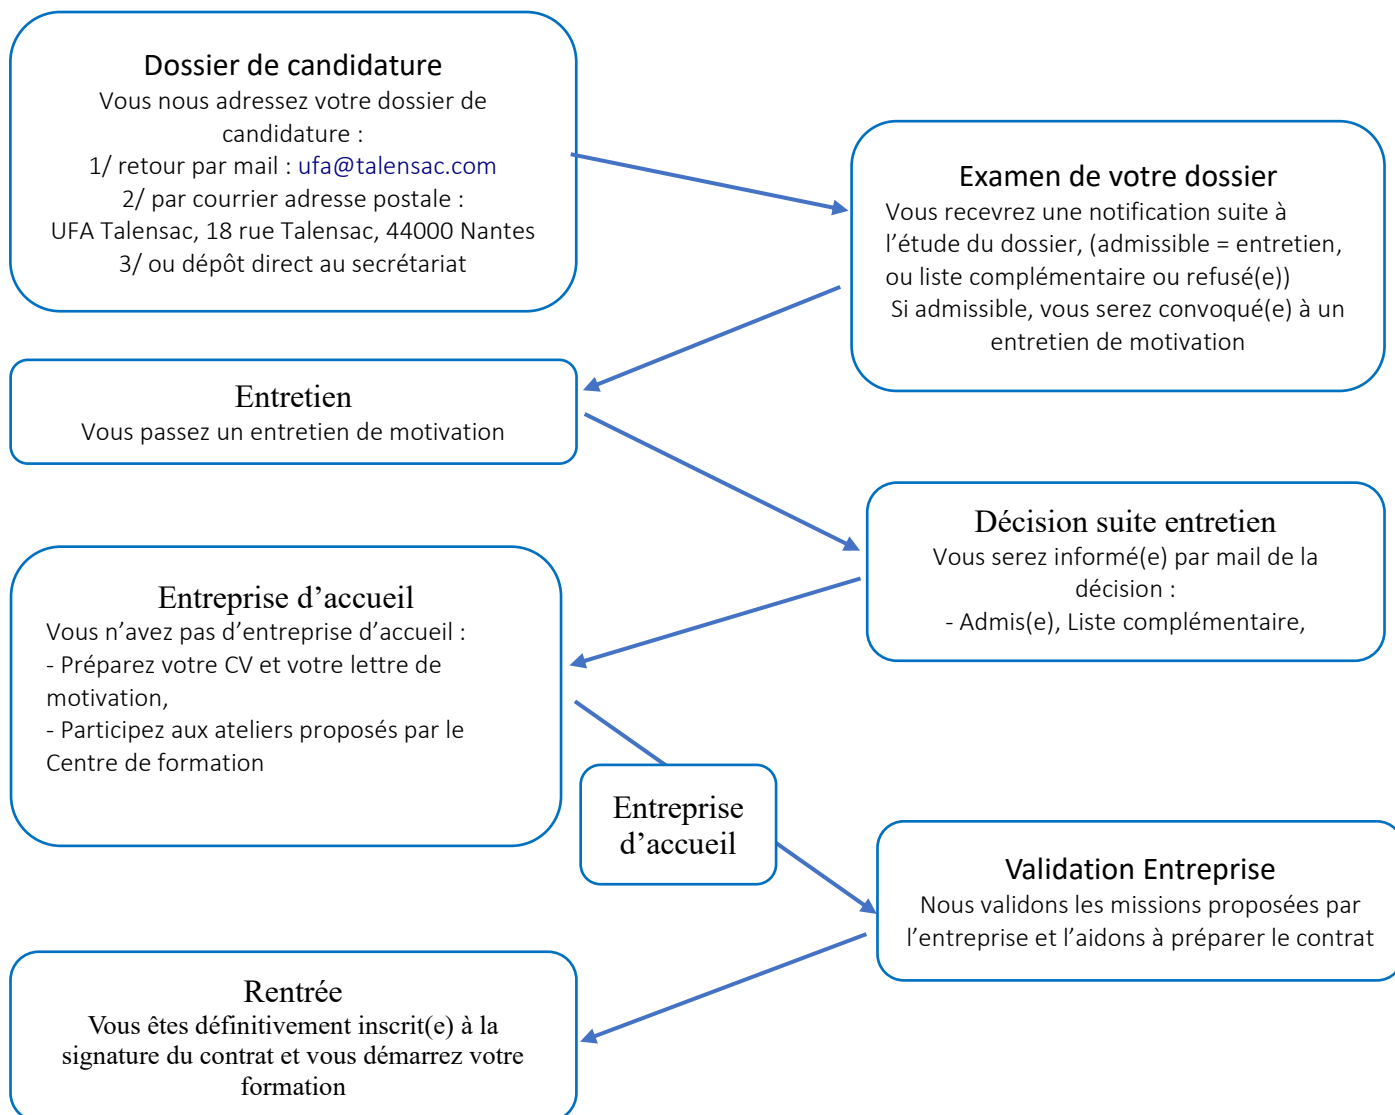 Dossier de candidature
Vous nous adressez votre dossier de
candidature :
1/ retour par mail : ufa@talensac.com
2/ par courrier adresse postale :
UFA Talensac, 18 rue Talensac, 44000 Nantes
3/ ou dépôt direct au secrétariat
Examen de votre dossier
Vous recevrez une notification suite à
l’étude du dossier, (admissible = entretien,
ou liste complémentaire ou refusé(e))
Si admissible, vous serez convoqué(e) à un
entretien de motivation
Entretien
Vous passez un entretien de motivation
Décision suite entretien
Vous serez informé(e) par mail de la
décision :
- Admis(e), Liste complémentaire,
Entreprise d’accueil
Vous n’avez pas d’entreprise d’accueil :
- Préparez votre CV et votre lettre de
motivation,
- Participez aux ateliers proposés par le
Centre de formation
Entreprise
d’accueil
Validation Entreprise
Nous validons les missions proposées par
l’entreprise et l’aidons à préparer le contrat
Rentrée
Vous êtes définitivement inscrit(e) à la
signature du contrat et vous démarrez votre
formation